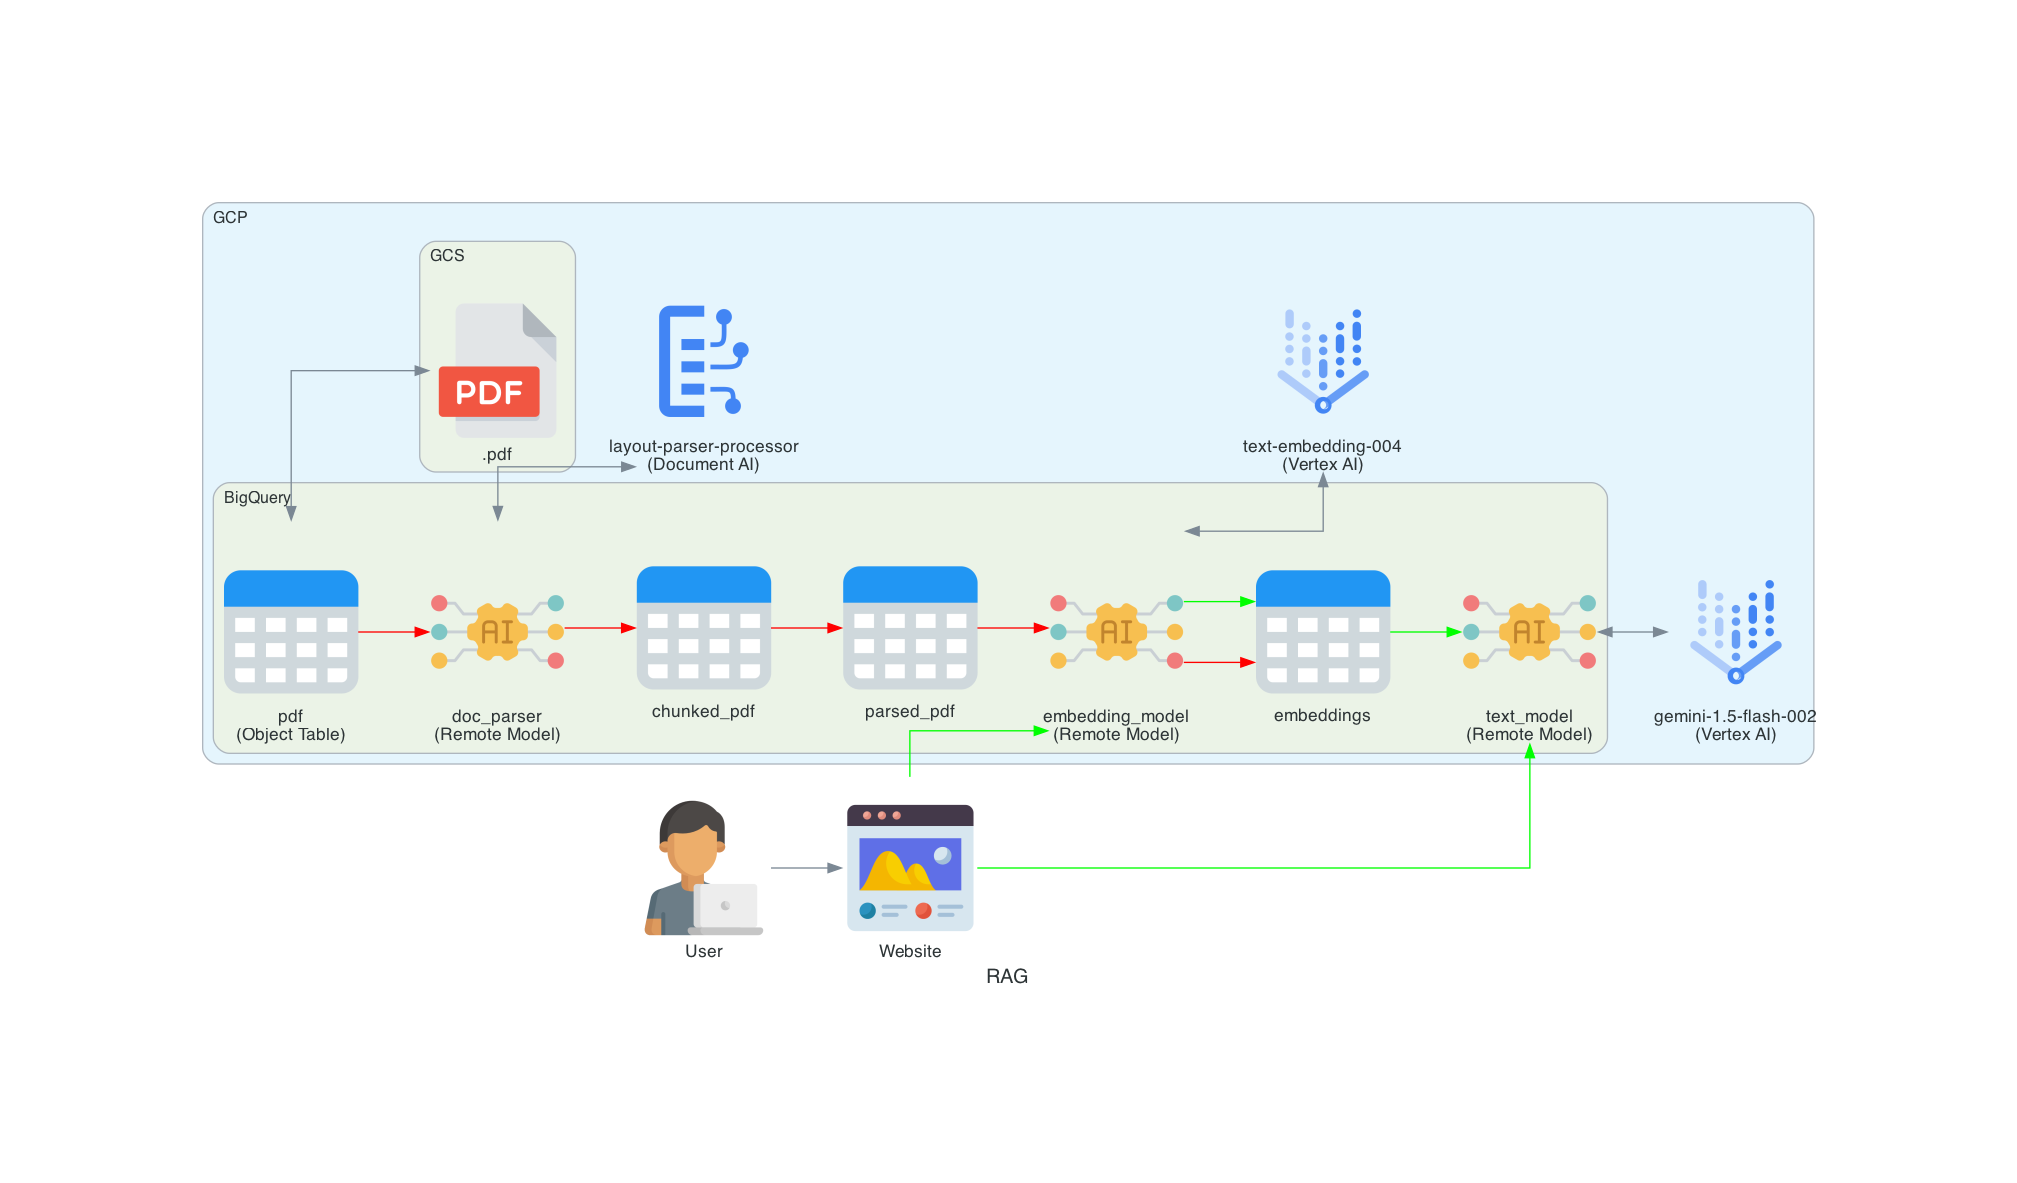 GCP
GCS
PDF
.pdf
layout-parser-processor
(Document AI)
text-embedding-004
(Vertex AI)
BigQuery
AI
AI
AI
pdf
(Object Table)
doc_parser
(Remote Model)
chunked_pdf
parsed_pdf
embedding_model
(Remote Model)
embeddings
text_model
(Remote Model)
gemini-1.5-flash-002
(Vertex AI)
User
Website
RAG